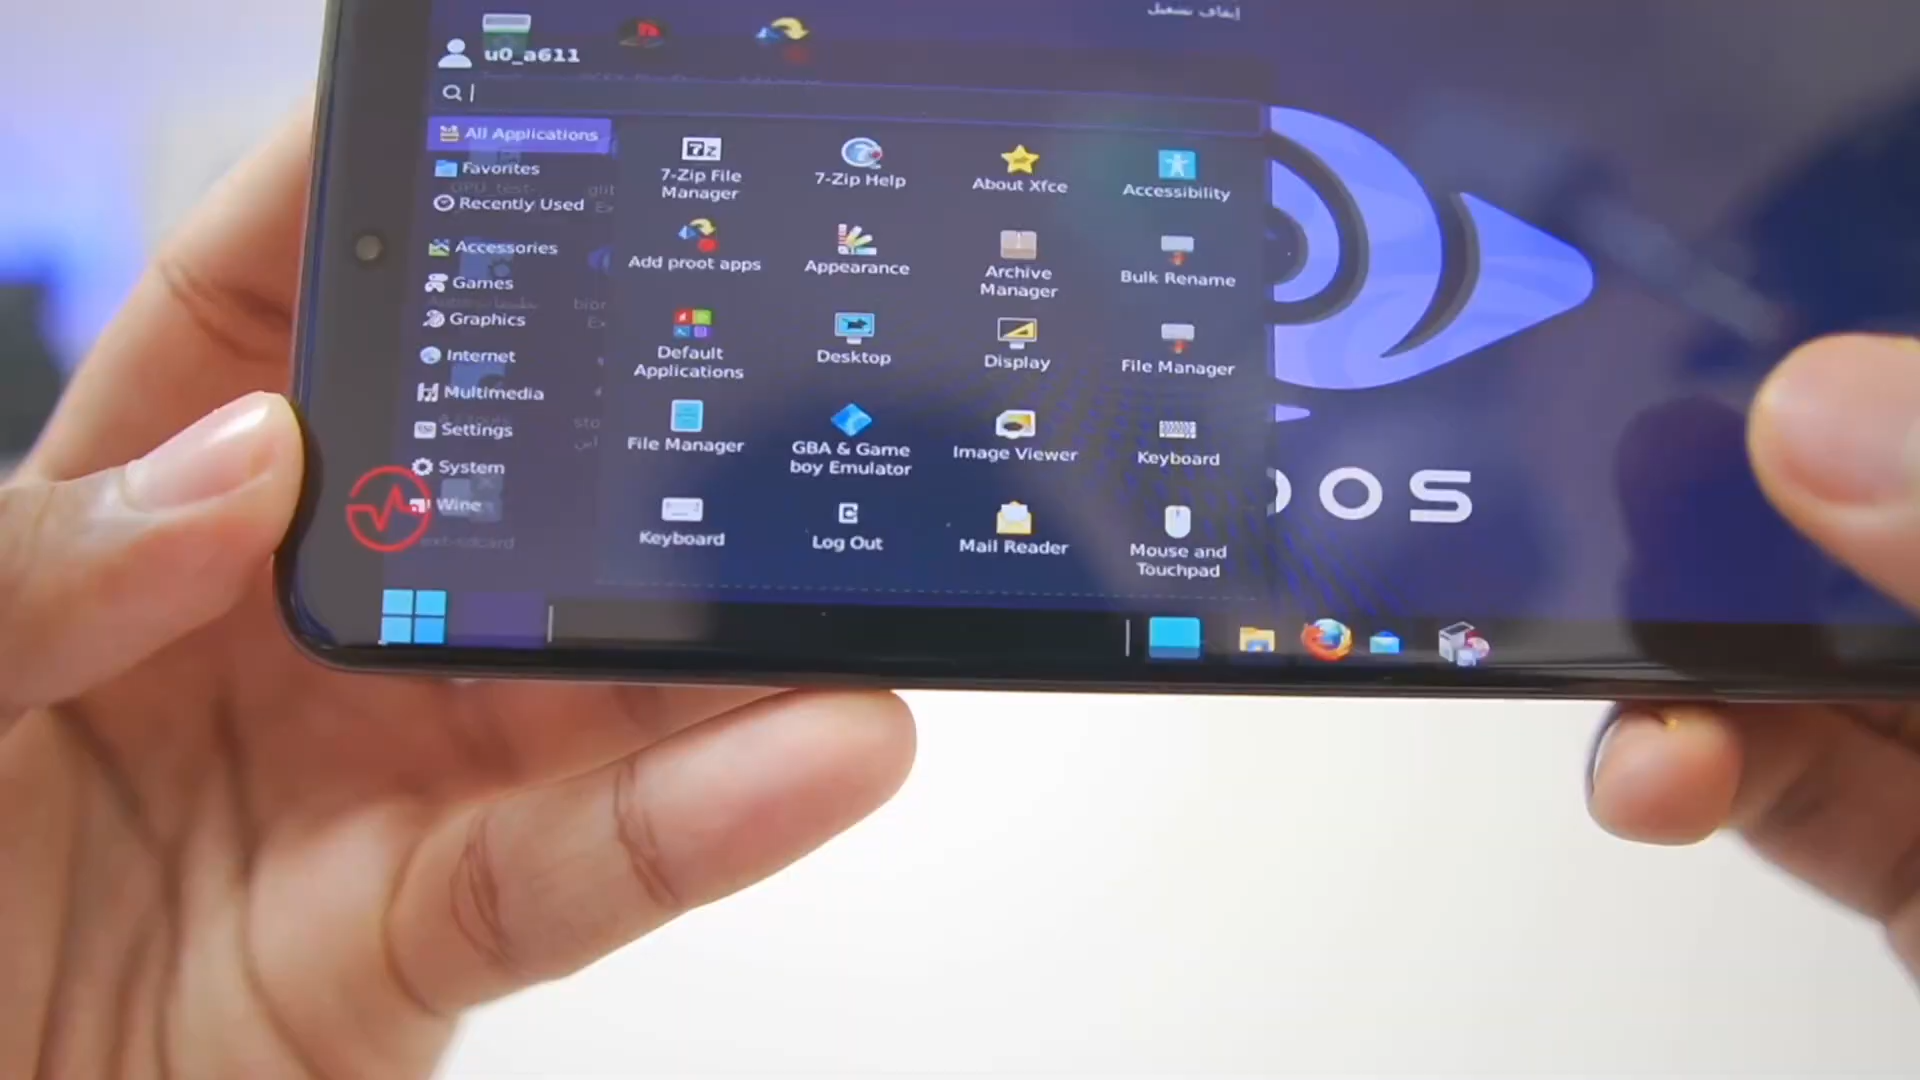 إيقاف تشغيل
u0_a611
All Applications
Favorites
Recently Used
Accessories
Games
Graphics
Internet
Multimedia
Settings
System
Wine
7-Zip File
Manager
7-Zip Help
About Xfce
Accessibility
Add proot apps
Appearance
Archive
Manager
Bulk Rename
Default
Applications
Desktop
Display
File Manager
File Manager
GBA & Game
boy Emulator
Image Viewer
Keyboard
Keyboard
Log Out
Mail Reader
Mouse and
Touchpad
GPU_test-
ext-sdcard
OS